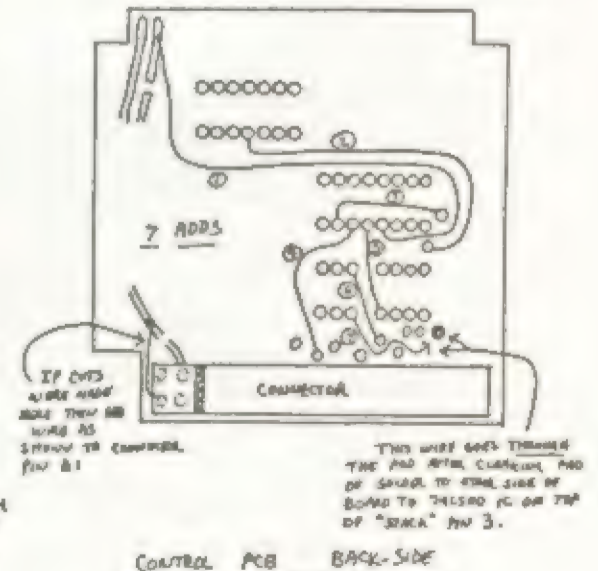 7 ADDS
CONNECTOR
IF CUTS
WERE MADE
HERE THEN ADD
WIRE AS
SHOWN TO CONNECTOR
PIN
THIS WIRE GOES THROUGH
THE PAD AFTER CLEARING PAD
OF SOLDER TO OTHER SIDE OF
BOARD TO IC ON TOP
OF "STACK" PIN 3.
CONTROL PCB BACK-SIDE